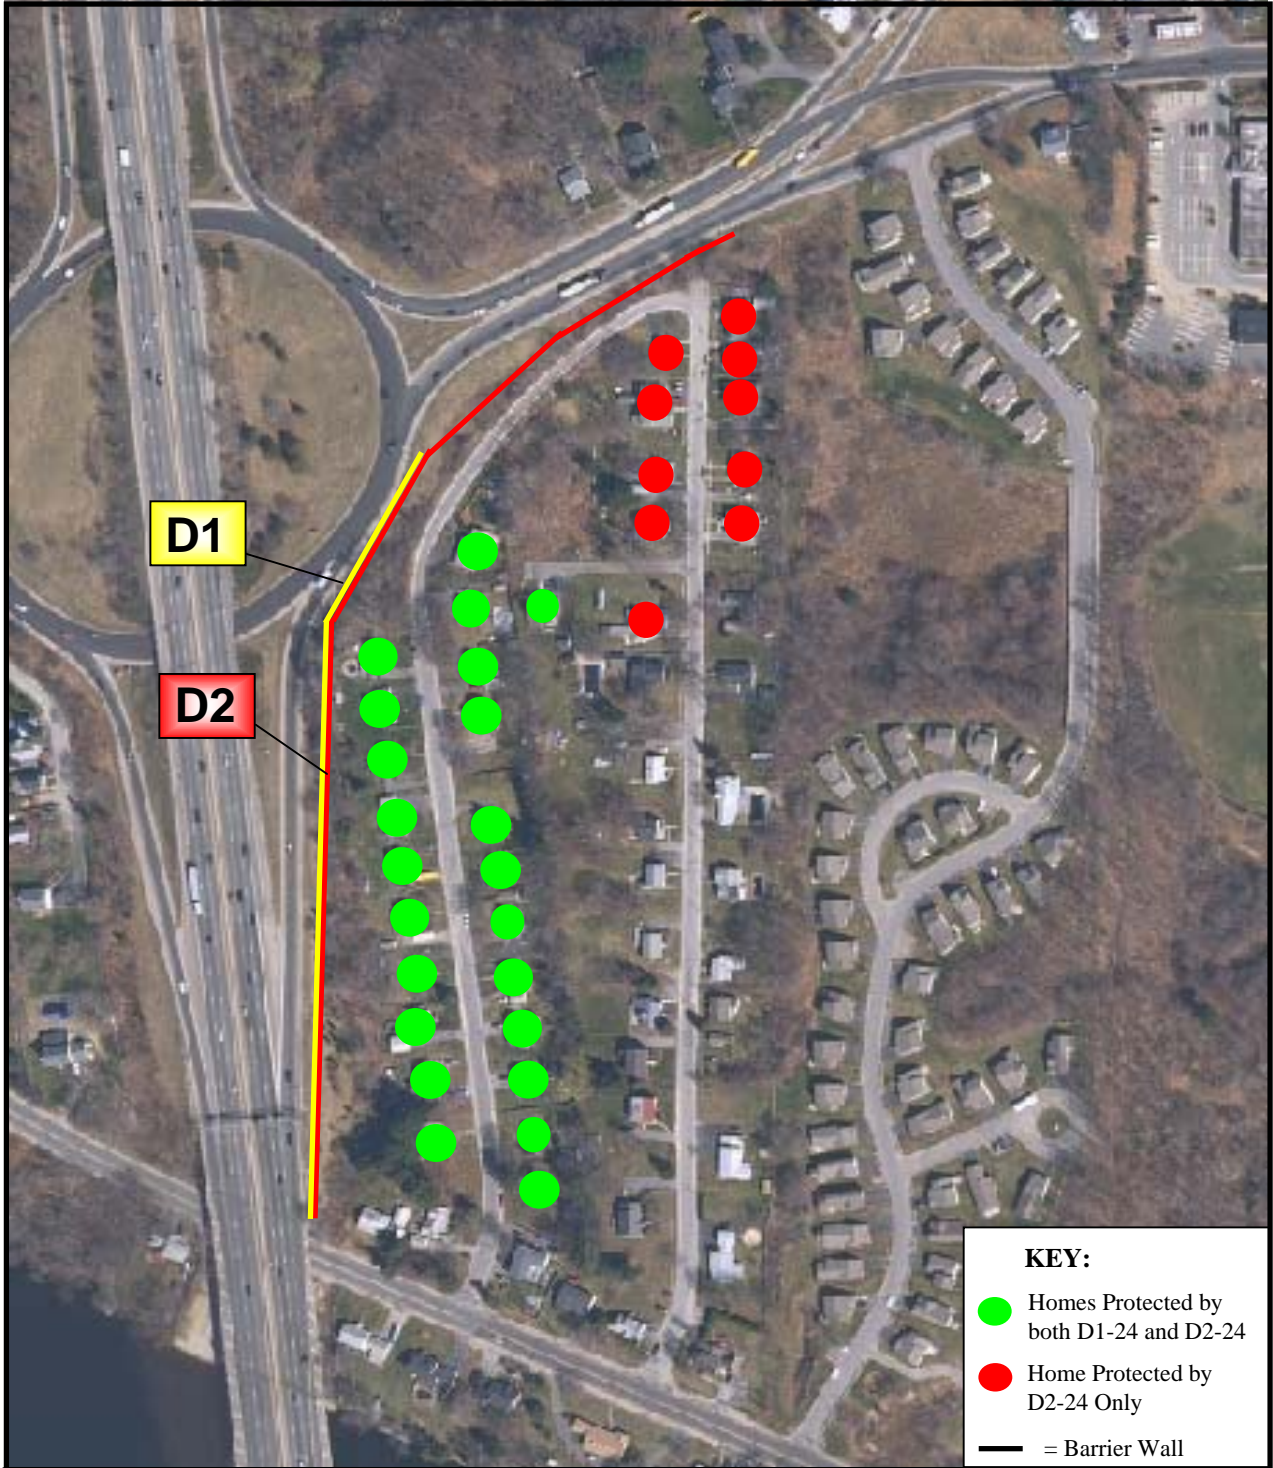 D1
D2
KEY:
Homes Protected by
both D1-24 and D2-24
Home Protected by
D2-24 Only
= Barrier Wall